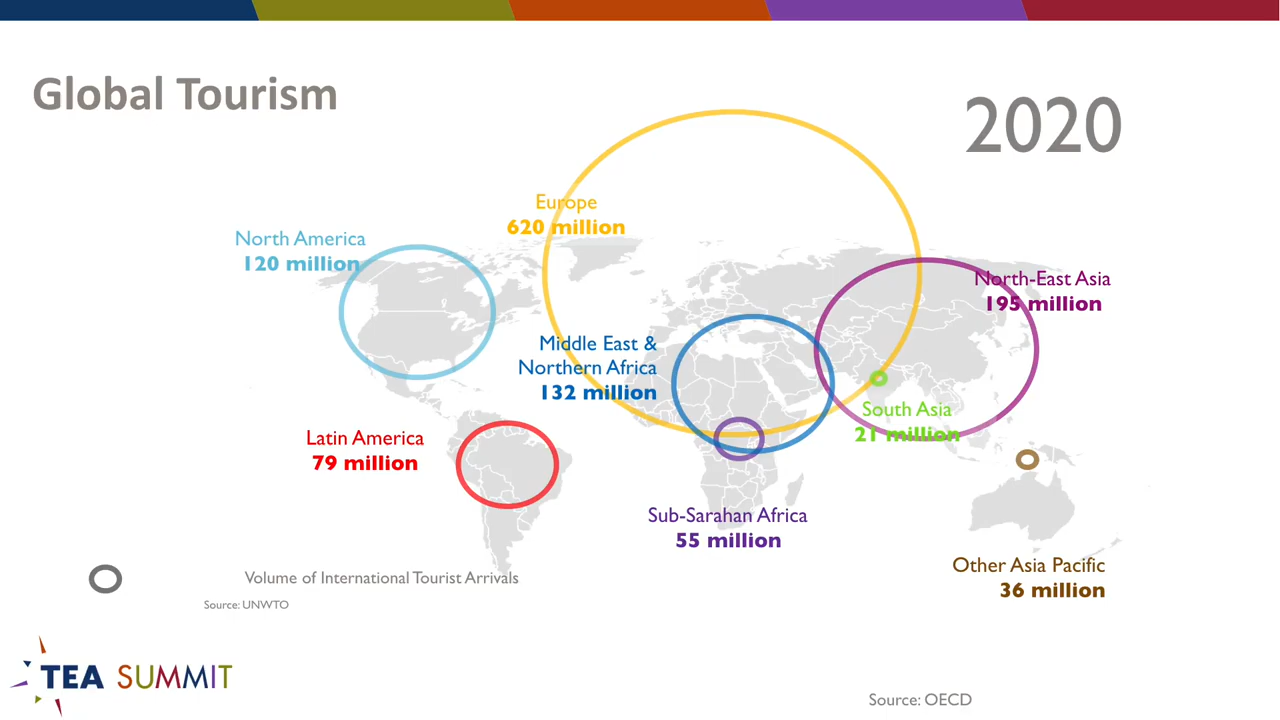 Global Tourism
2020
Europe
620 million
North America
120 million
North-East Asia
195 million
Middle East &
Northern Africa
132 million
South Asia
21 million
Latin America
79 million
Sub-Sarahan Africa
55 million
Other Asia Pacific
36 million
Volume of International Tourist Arrivals
Source: UNWTO
TEA SUMMIT
Source: OECD